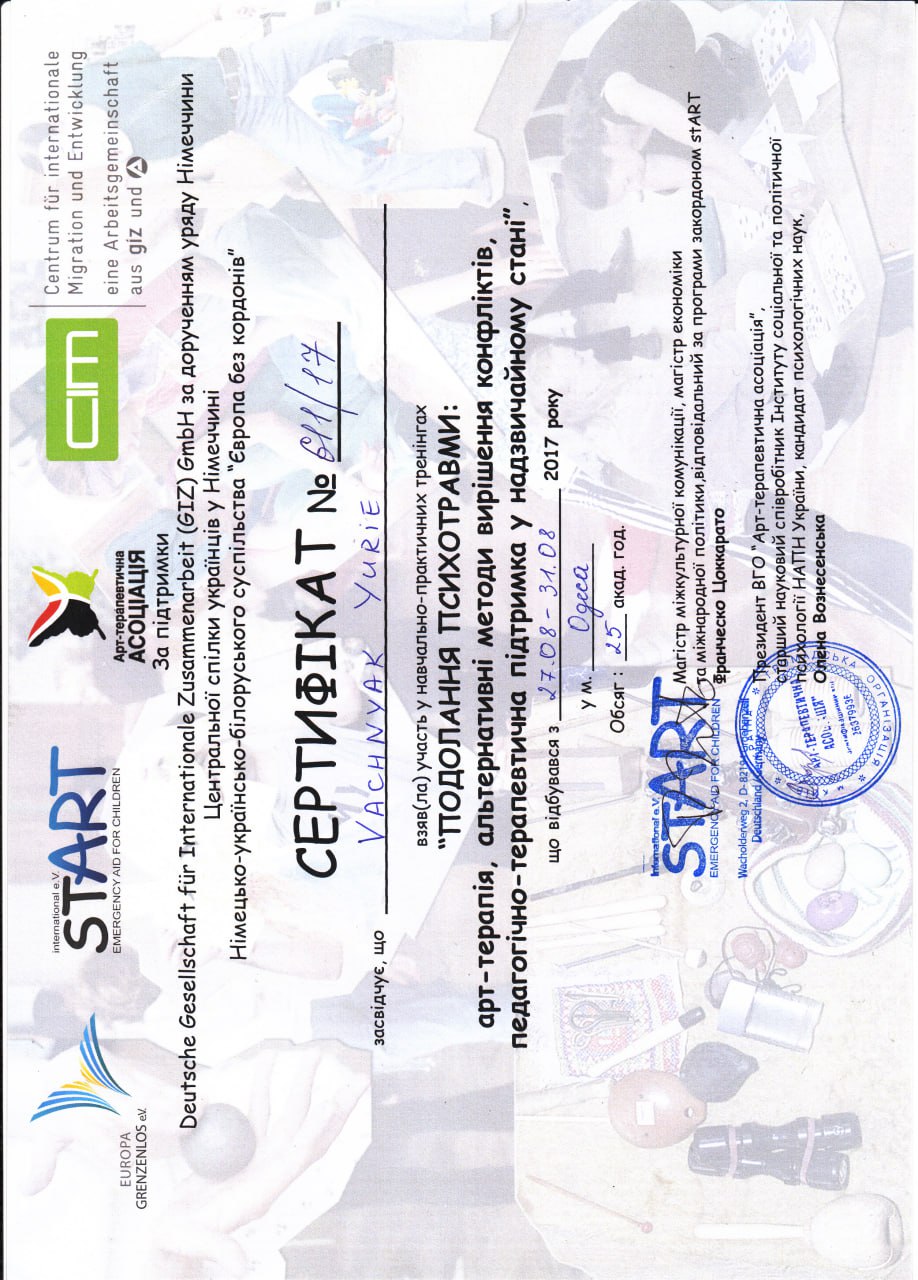 EUROPA
GRENZENLOS e.V.
international e.V.
stART
EMERGENCY AID FOR CHILDREN
Арт-терапевтична
АСОЦІАЦІЯ
cim
Centrum für internationale
Migration und Entwicklung
eine Arbeitsgemeinschaft
aus giz und
За підтримки
Deutsche Gesellschaft für Internationale Zusammenarbeit (GIZ) GmbH за дорученням уряду Німеччини
Центральної спілки українців у Німеччині
Німецько-українсько-білоруського суспільства “Європа без кордонів”
СЕРТИФІКАТ № 611/17
засвідчує, що VACHNYAK YURIE
взяв(ла) участь у навчально-практичних тренінгах
“ПОДОЛАННЯ ПСИХОТРАВМИ:
арт-терапія, альтернативні методи вирішення конфліктів,
педагогічно-терапевтична підтримка у надзвичайному стані”,
що відбувався з 27.08 - 31.08 2017 року
у м. Одеса
Обсяг : 25 акад. год.
International e.V.
stART
EMERGENCY AID FOR CHILDREN
Wacholderweg 2, D-82194 Groebenzell
Deutschland / Germany
Магістр міжкультурної комунікації, магістр економіки
та міжнародної політики,відповідальний за програми закордоном stART
Франческо Цоккарато
Президент ВГО “Арт-терапевтична асоціація”,
старший науковий співробітник Інституту соціальної та політичної
психології НАПН України, кандидат психологічних наук,
Олена Вознесенська
АРТ-ТЕРАПЕВТИЧНА
АСОЦІАЦІЯ"
26379936
ОРГАНІЗАЦІЯ